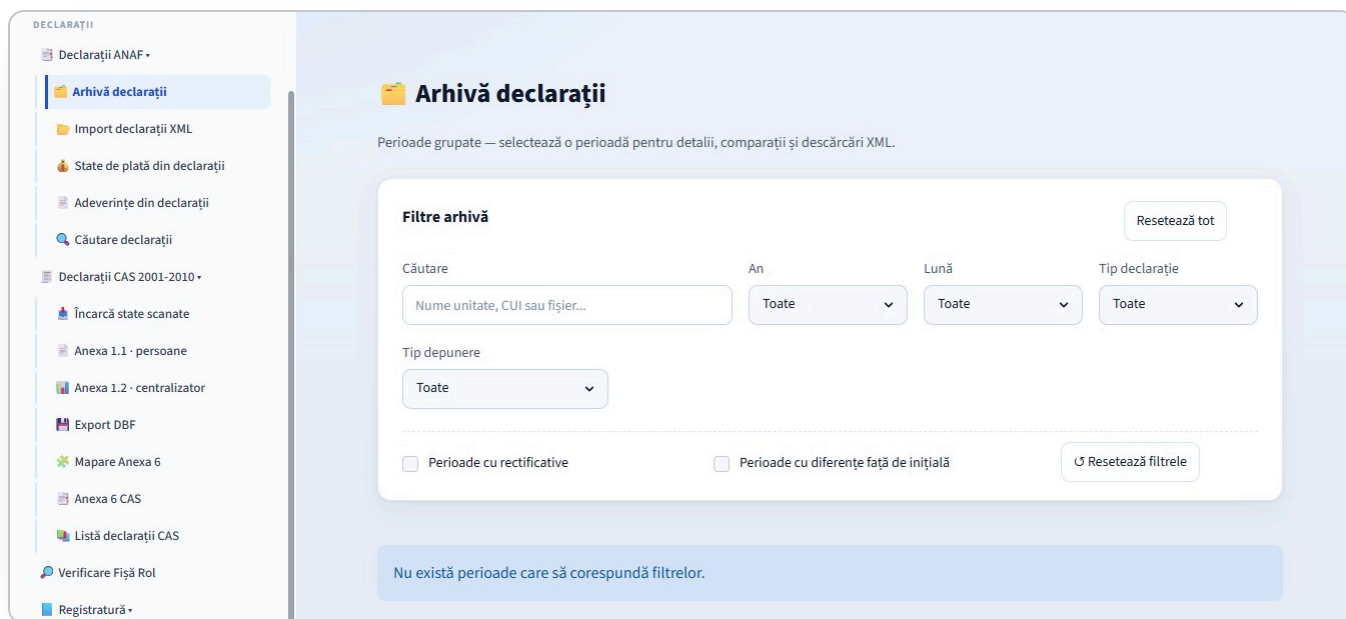 DECLARAȚII
Declarații ANAF ▾
Arhivă declarații
Import declarații XML
State de plată din declarații
Adeverințe din declarații
Căutare declarații
Declarații CAS 2001-2010 ▾
Încarcă state scanate
Anexa 1.1 · persoane
Anexa 1.2 · centralizator
Export DBF
Mapare Anexa 6
Anexa 6 CAS
Listă declarații CAS
Verificare Fișă Rol
Registratură ▾
Arhivă declarații
Perioade grupate — selectează o perioadă pentru detalii, comparații și descărcări XML.
Filtre arhivă
Resetează tot
Căutare
An
Lună
Tip declarație
Nume unitate, CUI sau fișier...
Toate
Toate
Toate
Tip depunere
Toate
Perioade cu rectificative
Perioade cu diferențe față de inițială
↺ Resetează filtrele
Nu există perioade care să corespundă filtrelor.